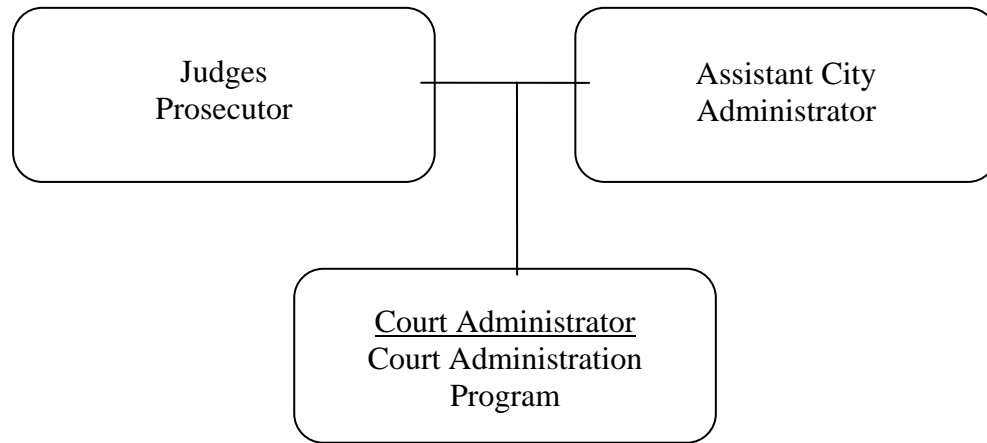 Judges
Prosecutor
Assistant City
Administrator
Court Administrator
Court Administration
Program